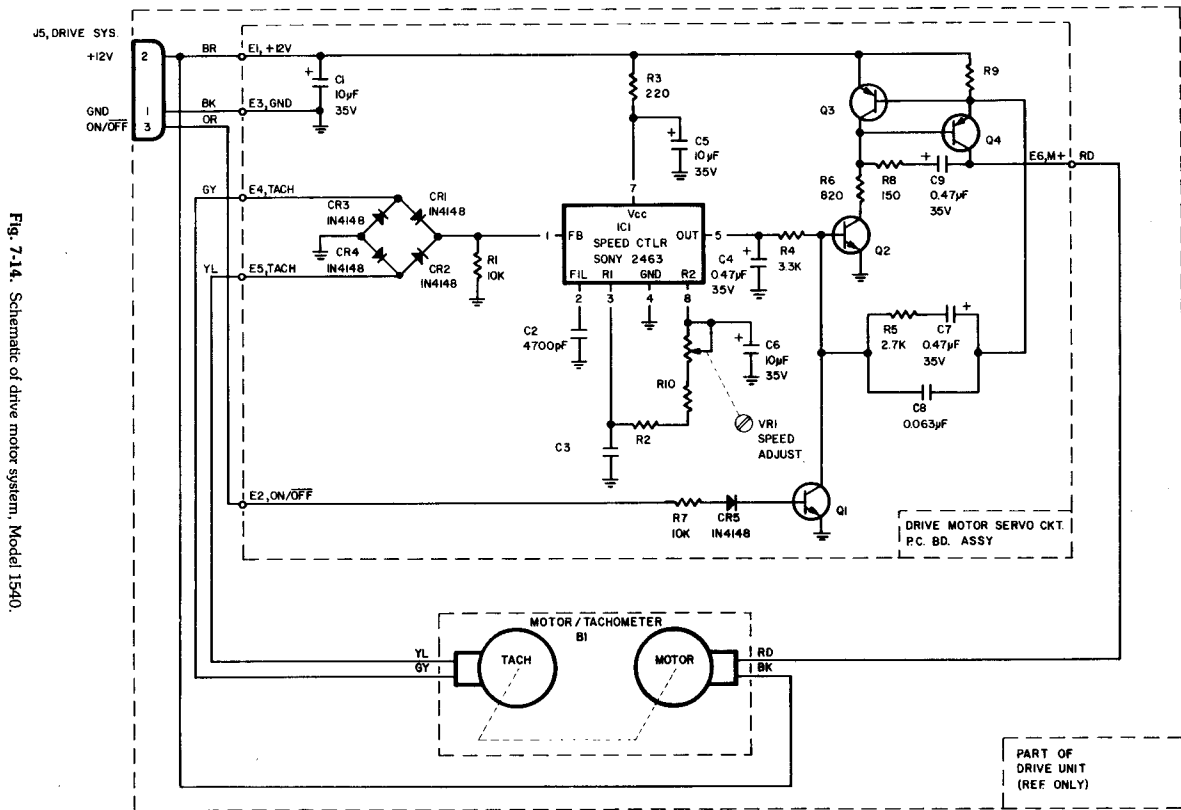 J5, DRIVE SYS.
+12V
2
BR
E1, +12V
GND
1
BK
E3, GND
ON/OFF
3
OR
+
C1
10µF
35V
R3
220
+
C5
10µF
35V
Q3
R9
Q4
E6, M+
RD
R6
820
R8
150
+
C9
0.47µF
35V
GY
E4, TACH
CR3
1N4148
CR1
1N4148
CR4
1N4148
CR2
1N4148
YL
E5, TACH
R1
10K
7
Vcc
IC1
1
FB
SPEED CTLR
OUT
5
SONY 2463
FIL
R1
GND
R2
2
3
4
8
C4
+
0.47µF
35V
R4
3.3K
Q2
C2
4700pF
+
C6
10µF
35V
R10
R5
2.7K
C7
+
0.47µF
35V
C8
0.063µF
VR1
SPEED
ADJUST
R2
C3
E2, ON/OFF
R7
10K
CR5
1N4148
Q1
DRIVE MOTOR SERVO CKT.
P.C. BD. ASSY
MOTOR / TACHOMETER
B1
YL
GY
TACH
MOTOR
RD
BK
PART OF
DRIVE UNIT
(REF. ONLY)
Fig. 7-14. Schematic of drive motor system, Model 1540.